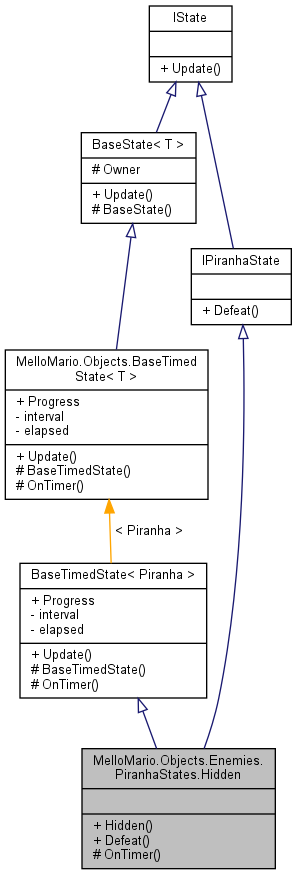 IState
+ Update()
BaseState< T >
# Owner
+ Update()
# BaseState()
IPiranhaState
+ Defeat()
MelloMario.Objects.BaseTimed
State< T >
+ Progress
- interval
- elapsed
+ Update()
# BaseTimedState()
# OnTimer()
< Piranha >
BaseTimedState< Piranha >
+ Progress
- interval
- elapsed
+ Update()
# BaseTimedState()
# OnTimer()
MelloMario.Objects.Enemies.
PiranhaStates.Hidden
+ Hidden()
+ Defeat()
# OnTimer()